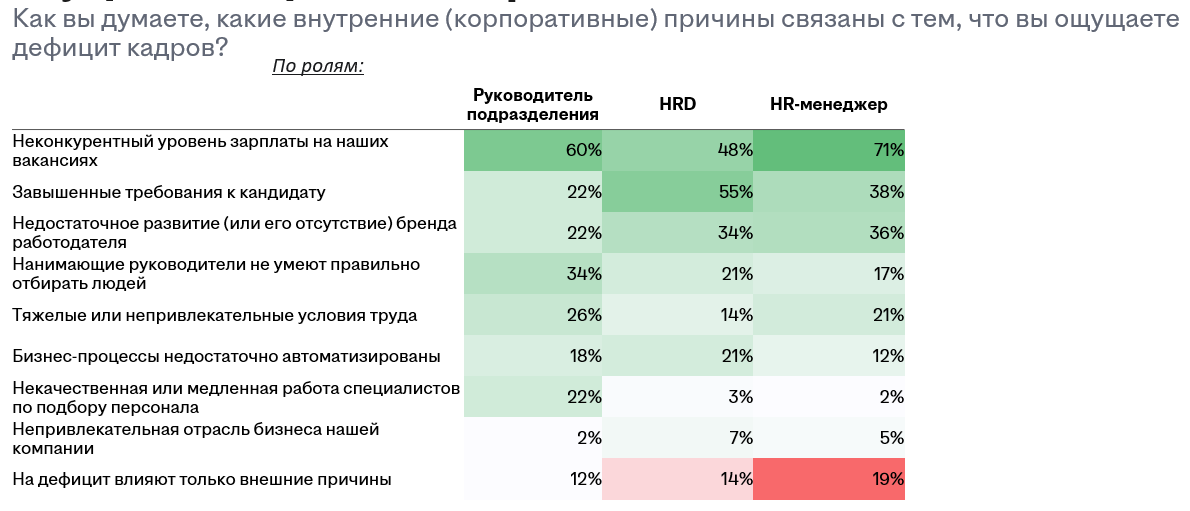 Как вы думаете, какие внутренние (корпоративные) причины связаны с тем, что вы ощущаете
дефицит кадров?
По ролям:
Руководитель
подразделения
HRD
HR-менеджер
Неконкурентный уровень зарплаты на наших
вакансиях
60%
48%
71%
Завышенные требования к кандидату
22%
55%
38%
Недостаточное развитие (или его отсутствие) бренда
работодателя
22%
34%
36%
Нанимающие руководители не умеют правильно
отбирать людей
34%
21%
17%
Тяжелые или непривлекательные условия труда
26%
14%
21%
Бизнес-процессы недостаточно автоматизированы
18%
21%
12%
Некачественная или медленная работа специалистов
по подбору персонала
22%
3%
2%
Непривлекательная отрасль бизнеса нашей
компании
2%
7%
5%
На дефицит влияют только внешние причины
12%
14%
19%